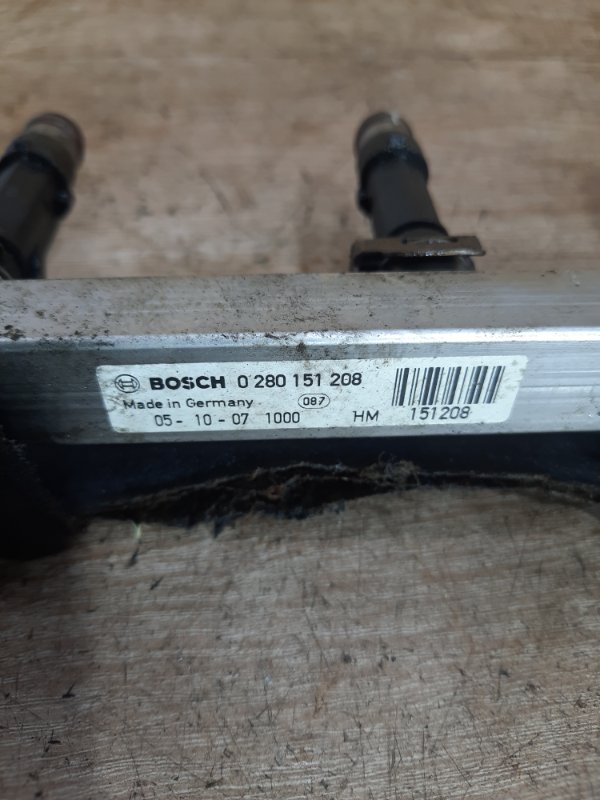 BOSCH 0 280 151 208
Made in Germany 087
05- 10 - 07 1000 HM 151208